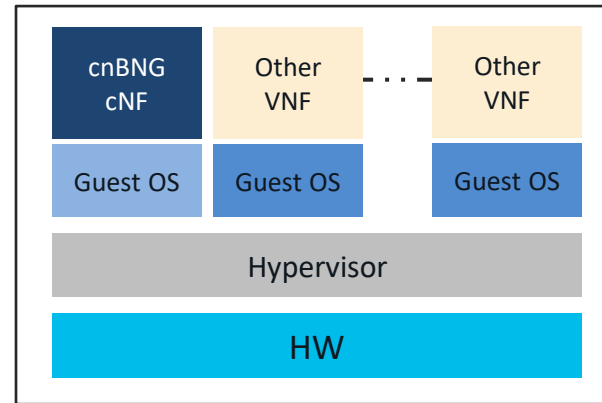 cnBNG
cNF
Other
VNF
Other
VNF
Guest OS
Guest OS
Guest OS
Hypervisor
HW